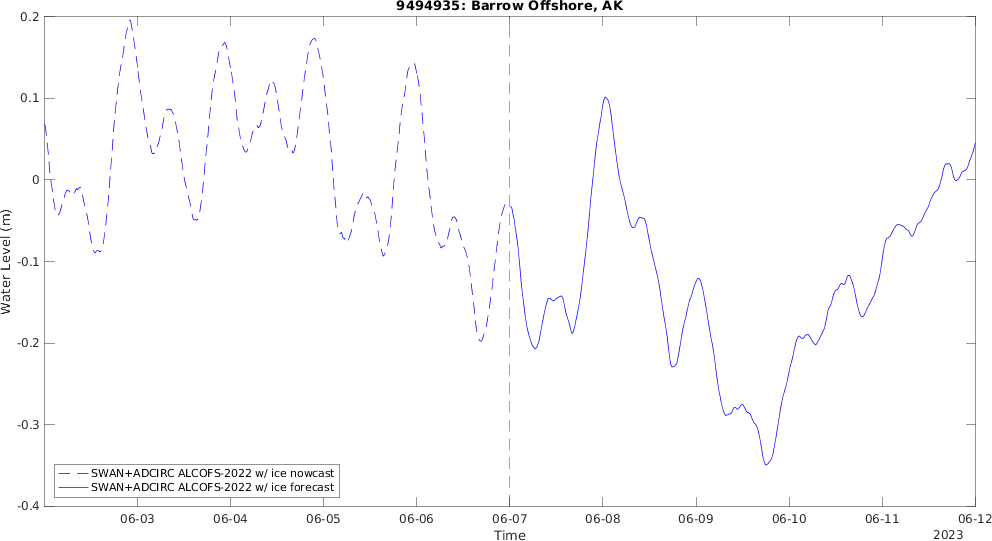 9494935: Barrow Offshore, AK
0.2
0.1
0
-0.1
-0.2
-0.3
-0.4
Water Level (m)
SWAN+ADCIRC ALCOFS-2022 w/ ice nowcast
SWAN+ADCIRC ALCOFS-2022 w/ ice forecast
06-03 06-04 06-05 06-06 06-07 06-08 06-09 06-10 06-11 06-12
Time
2023